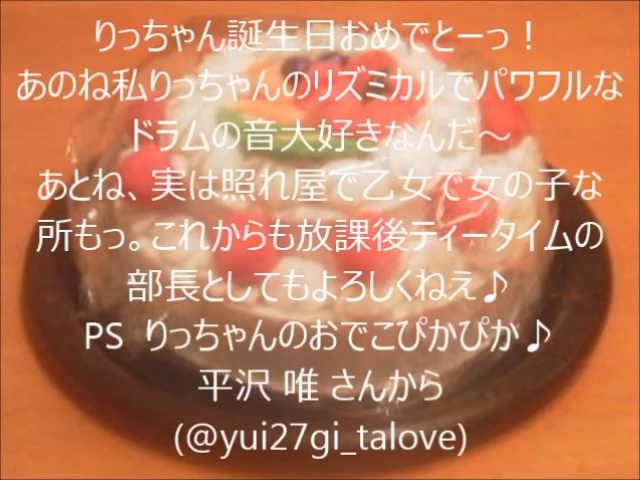 りっちゃん誕生日おめでとーっ!
あのね私りっちゃんのリズミカルでパワフルな
ドラムの音大好きなんだ～
あとね、実は照れ屋で乙女で女の子な
所もっ。これからも放課後ティータイムの
部長としてもよろしくねえ♪
PS りっちゃんのおでこぴかぴか♪
平沢 唯 さんから
(@yui27gi_talove)